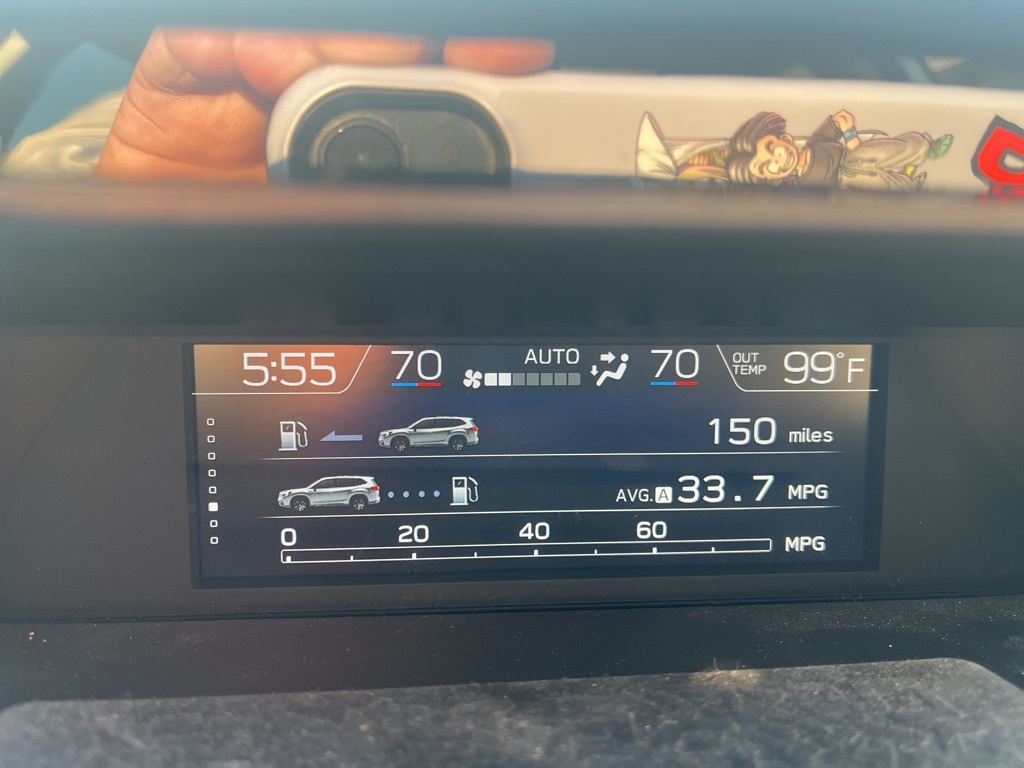 5:55 70 AUTO 70 OUT TEMP 99°F
150 miles
AVG. A 33.7 MPG
0 20 40 60
MPG